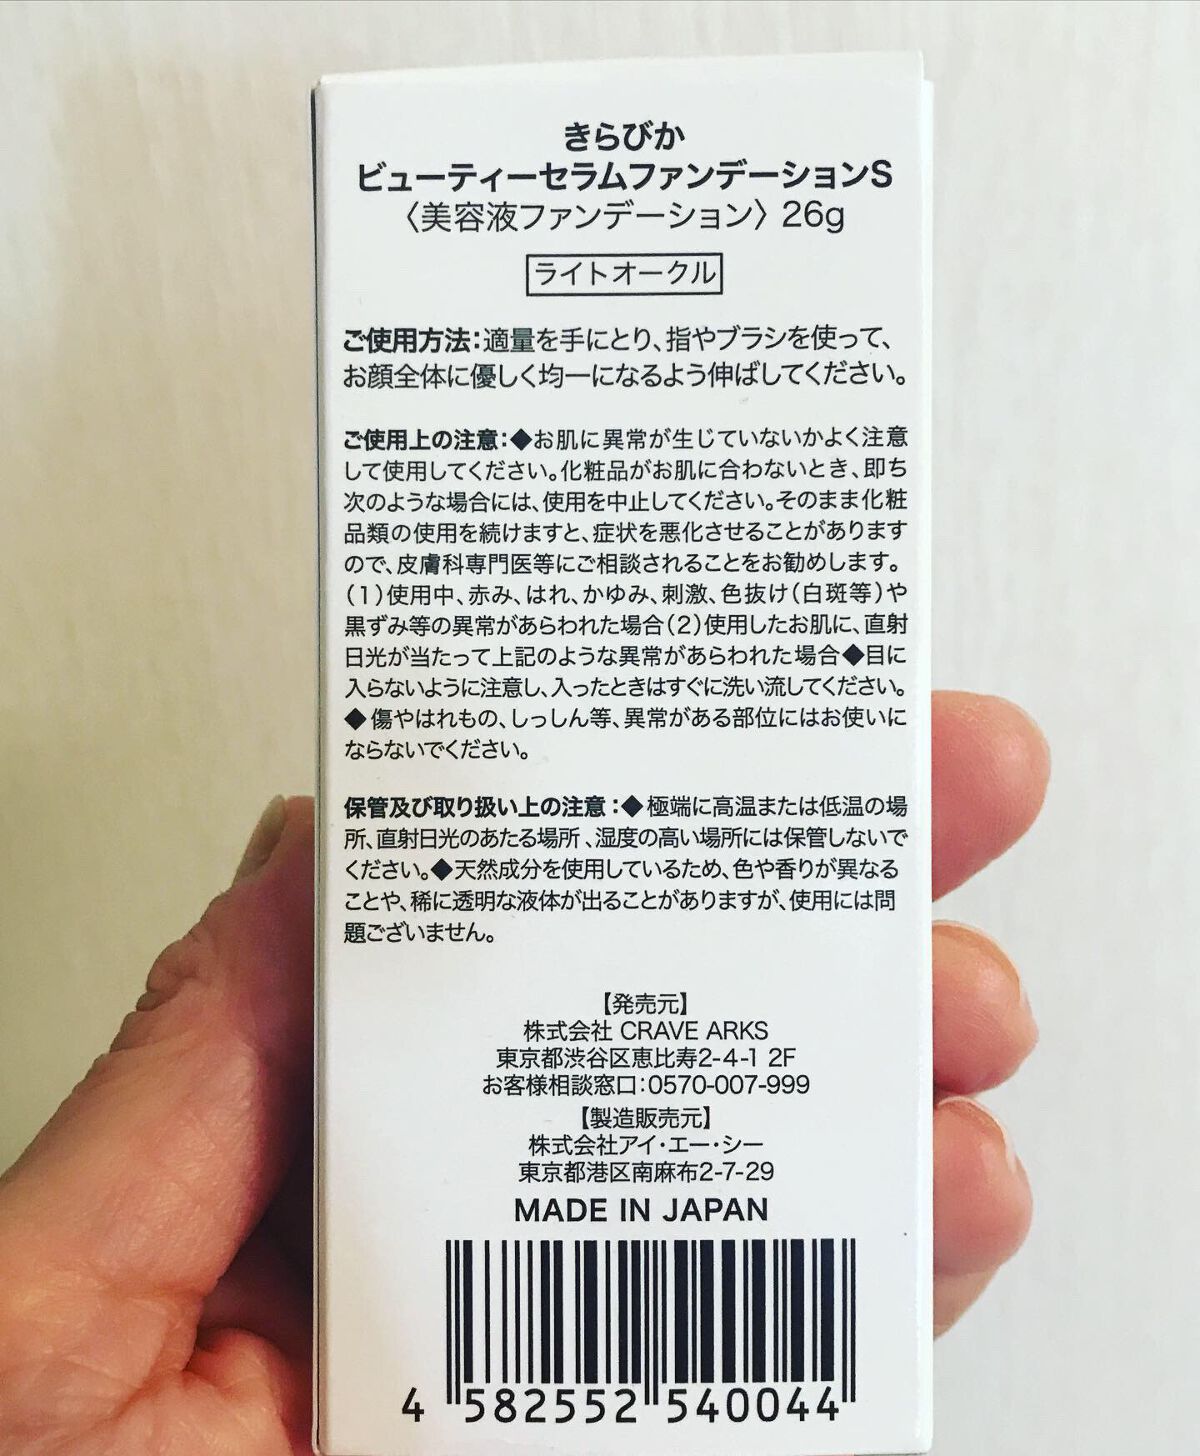 きらびか
ビューティーセラムファンデーションS
〈美容液ファンデーション〉 26g
ライトオークル
ご使用方法:適量を手にとり、指やブラシを使って、
お顔全体に優しく均一になるよう伸ばしてください。
ご使用上の注意:◆お肌に異常が生じていないかよく注意
して使用してください。化粧品がお肌に合わないとき、即ち
次のような場合には、使用を中止してください。そのまま化粧
品類の使用を続けますと、症状を悪化させることがあります
ので、皮膚科専門医等にご相談されることをお勧めします。
(1)使用中、赤み、はれ、かゆみ、刺激、色抜け(白斑等)や
黒ずみ等の異常があらわれた場合(2)使用したお肌に、直射
日光が当たって上記のような異常があらわれた場合◆目に
入らないように注意し、入ったときはすぐに洗い流してください。
◆傷やはれもの、しっしん等、異常がある部位にはお使いに
ならないでください。
保管及び取り扱い上の注意:◆極端に高温または低温の場
所、直射日光のあたる場所、湿度の高い場所には保管しないで
ください。◆天然成分を使用しているため、色や香りが異なる
ことや、稀に透明な液体が出ることがありますが、使用には問
題ございません。
【発売元】
株式会社 CRAVE ARKS
東京都渋谷区恵比寿2-4-1 2F
お客様相談窓口:0570-007-999
【製造販売元】
株式会社アイ・エー・シー
東京都港区南麻布2-7-29
MADE IN JAPAN
4 582552 540044